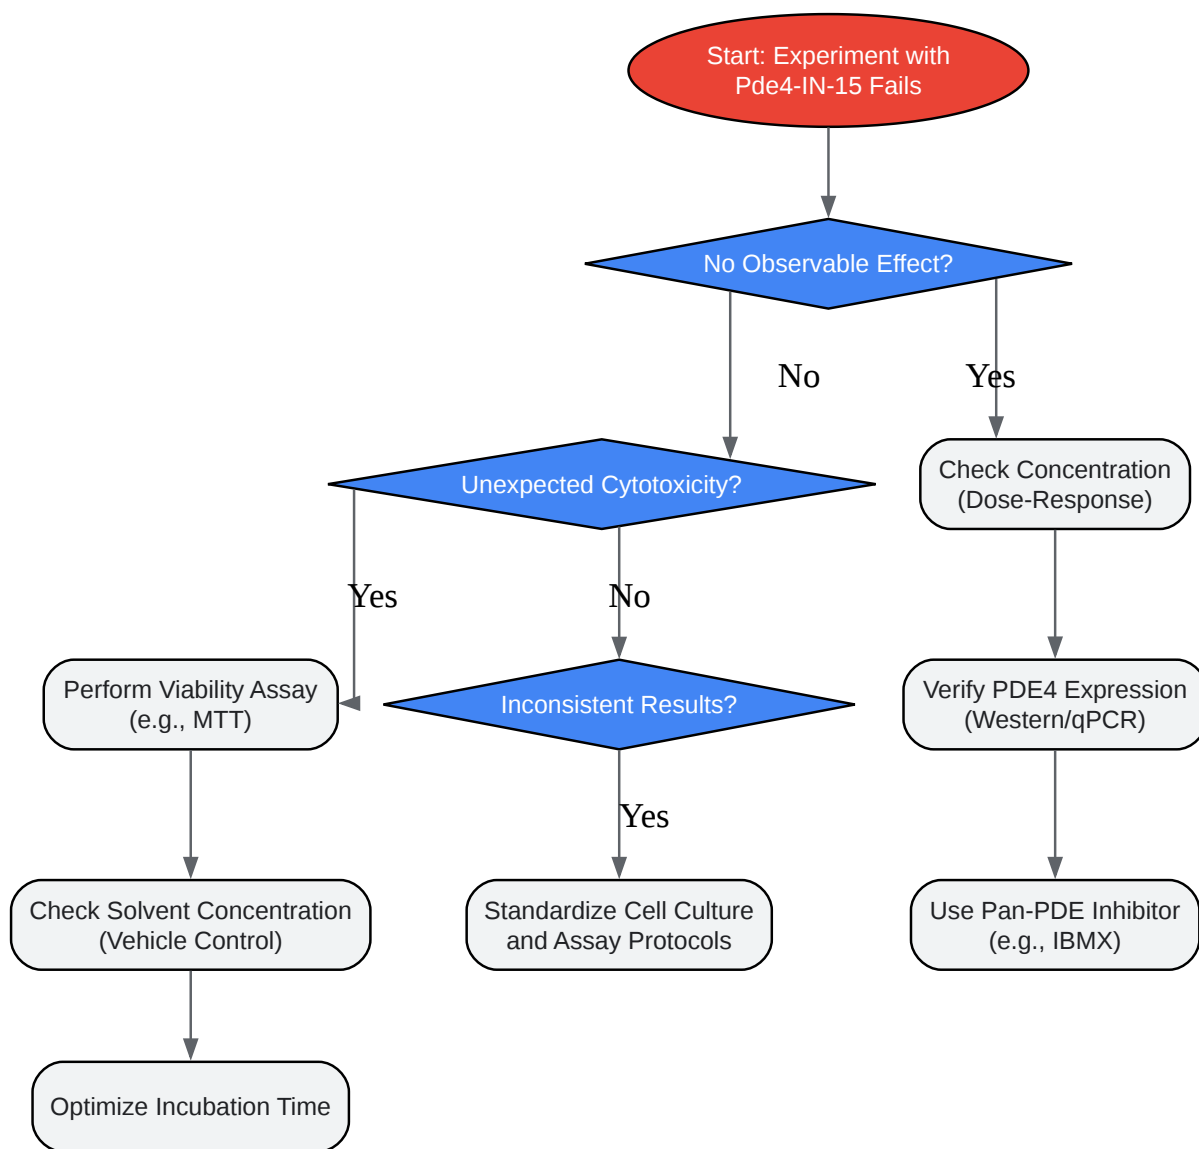 Start: Experiment with
Pde4-IN-15 Fails
No Observable Effect?
No
Yes
Unexpected Cytotoxicity?
Check Concentration
(Dose-Response)
Yes
No
Perform Viability Assay
(e.g., MTT)
Inconsistent Results?
Verify PDE4 Expression
(Western/qPCR)
Yes
Check Solvent Concentration
(Vehicle Control)
Standardize Cell Culture
and Assay Protocols
Use Pan-PDE Inhibitor
(e.g., IBMX)
Optimize Incubation Time